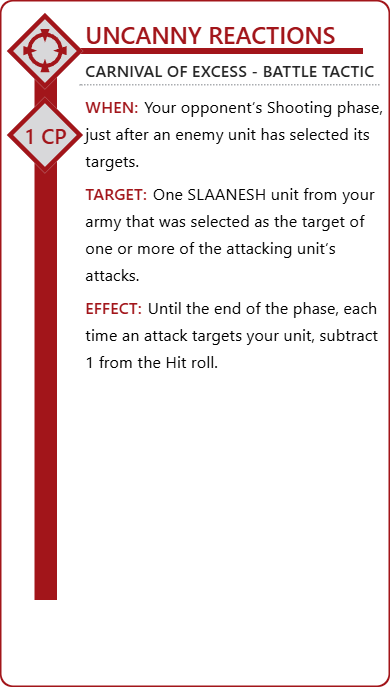 UNCANNY REACTIONS
CARNIVAL OF EXCESS - BATTLE TACTIC
1 CP
WHEN: Your opponent's Shooting phase,
just after an enemy unit has selected its
targets.
TARGET: One SLAANESH unit from your
army that was selected as the target of
one or more of the attacking unit's
attacks.
EFFECT: Until the end of the phase, each
time an attack targets your unit, subtract
1 from the Hit roll.